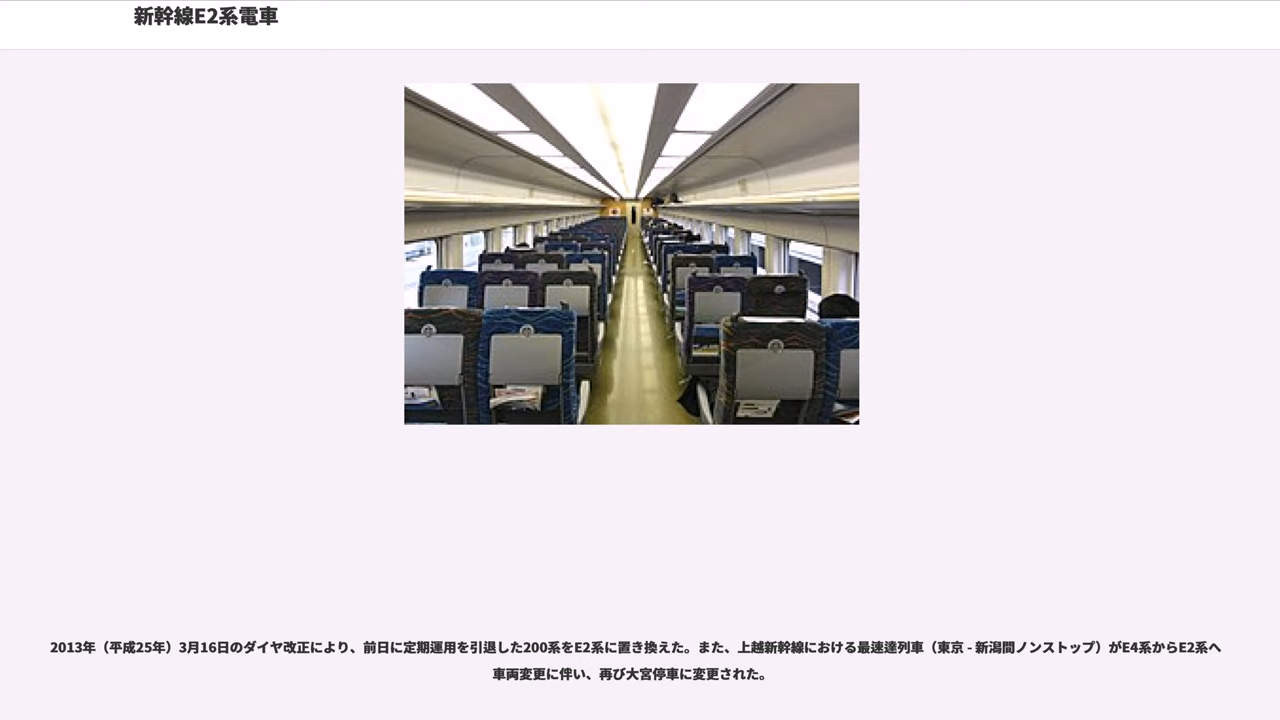 新幹線E2系電車
2013年（平成25年）3月16日のダイヤ改正により、前日に定期運用を引退した200系をE2系に置き換えた。また、上越新幹線における最速達列車（東京 - 新潟間ノンストップ）がE4系からE2系へ
車両変更に伴い、再び大宮停車に変更された。